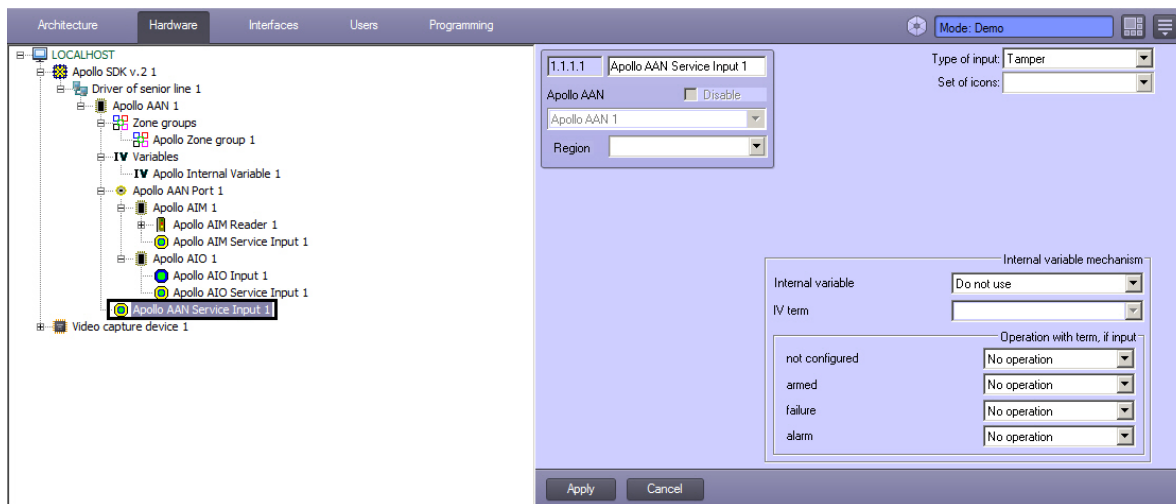 Architecture Hardware Interfaces Users Programming Mode: Demo
LOCALHOST
Apollo SDK v.2 1
Driver of senior line 1
Apollo AAN 1
Zone groups
Apollo Zone group 1
IV Variables
IV Apollo Internal Variable 1
Apollo AAN Port 1
Apollo AIM 1
Apollo AIM Reader 1
Apollo AIM Service Input 1
Apollo AIO 1
Apollo AIO Input 1
Apollo AIO Service Input 1
Apollo AAN Service Input 1
Video capture device 1
1.1.1.1 Apollo AAN Service Input 1
Apollo AAN Disable
Apollo AAN 1
Region
Type of input: Tamper
Set of icons:
Internal variable mechanism
Internal variable Do not use
IV term
Operation with term, if input
not configured No operation
armed No operation
failure No operation
alarm No operation
Apply Cancel